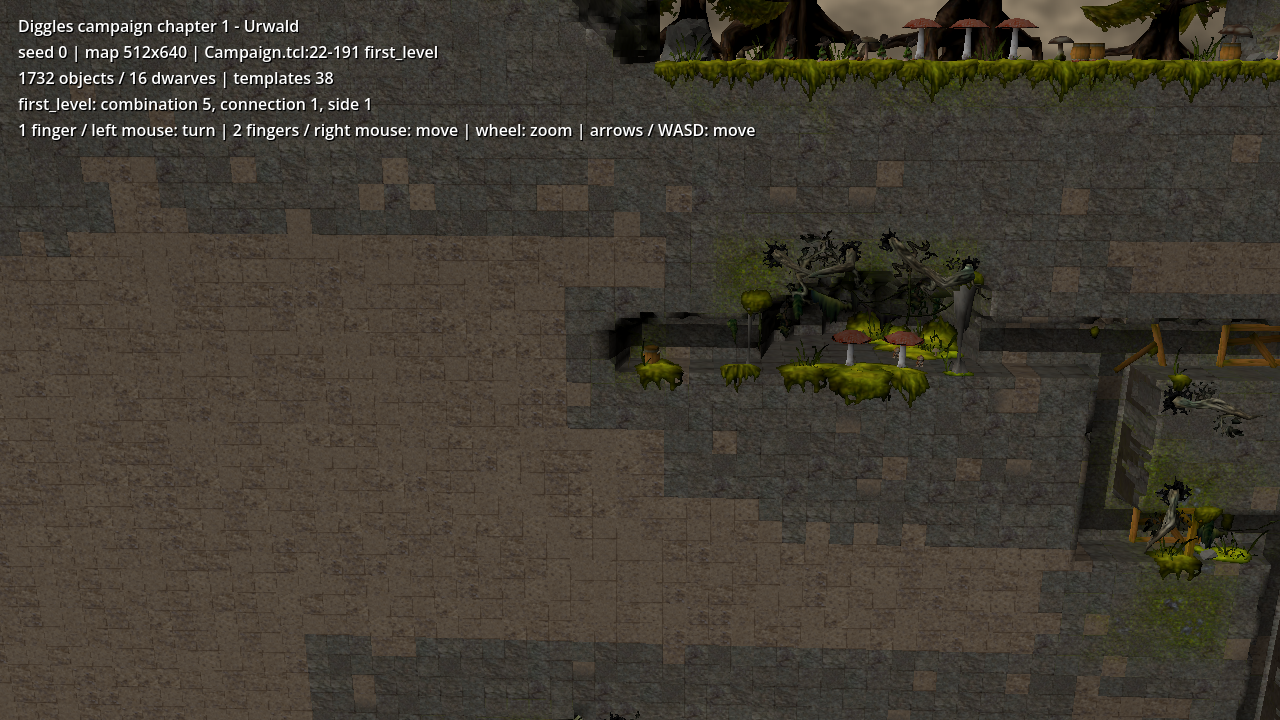 Diggles campaign chapter 1 - Urwald
seed 0 | map 512x640 | Campaign.tcl:22-191 first_level
1732 objects / 16 dwarves | templates 38
first_level: combination 5, connection 1, side 1
1 finger / left mouse: turn | 2 fingers / right mouse: move | wheel: zoom | arrows / WASD: move